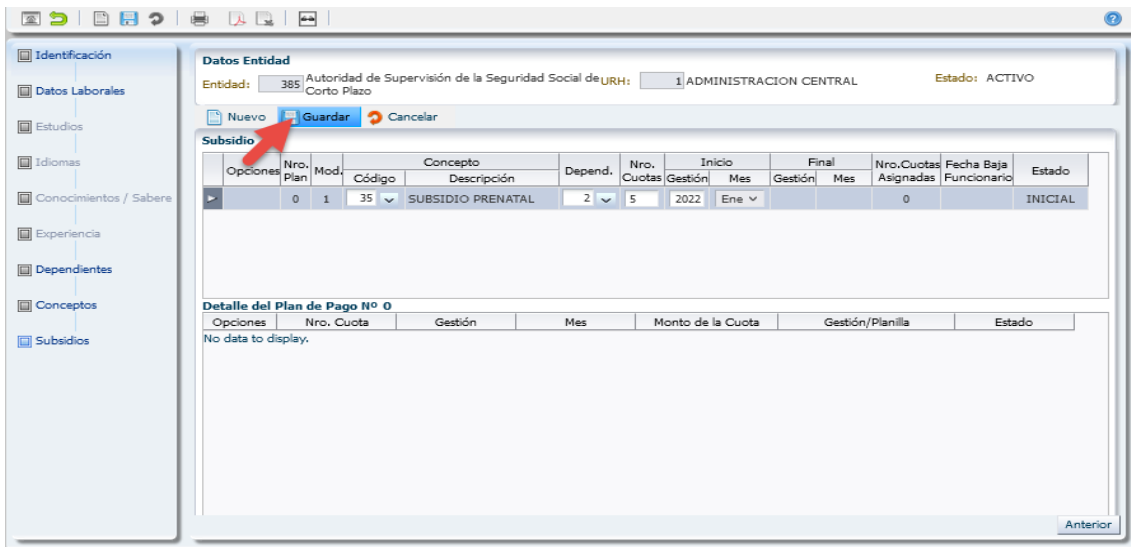 Identificación
Datos Laborales
Estudios
Idiomas
Conocimientos / Sabere
Experiencia
Dependientes
Conceptos
Subsidios
Datos Entidad
Entidad: 385 Autoridad de Supervisión de la Seguridad Social de Corto Plazo URH: 1 ADMINISTRACION CENTRAL Estado: ACTIVO
Nuevo Guardar Cancelar
Subsidio
Opciones Nro. Plan Mod. Concepto Depend. Nro. Cuotas Inicio Final Nro.Cuotas Asignadas Fecha Baja Funcionario Estado
Código Descripción Gestión Mes Gestión Mes
0 1 35 SUBSIDIO PRENATAL 2 5 2022 Ene 0 INICIAL
Detalle del Plan de Pago Nº 0
Opciones Nro. Cuota Gestión Mes Monto de la Cuota Gestión/Planilla Estado
No data to display.
Anterior